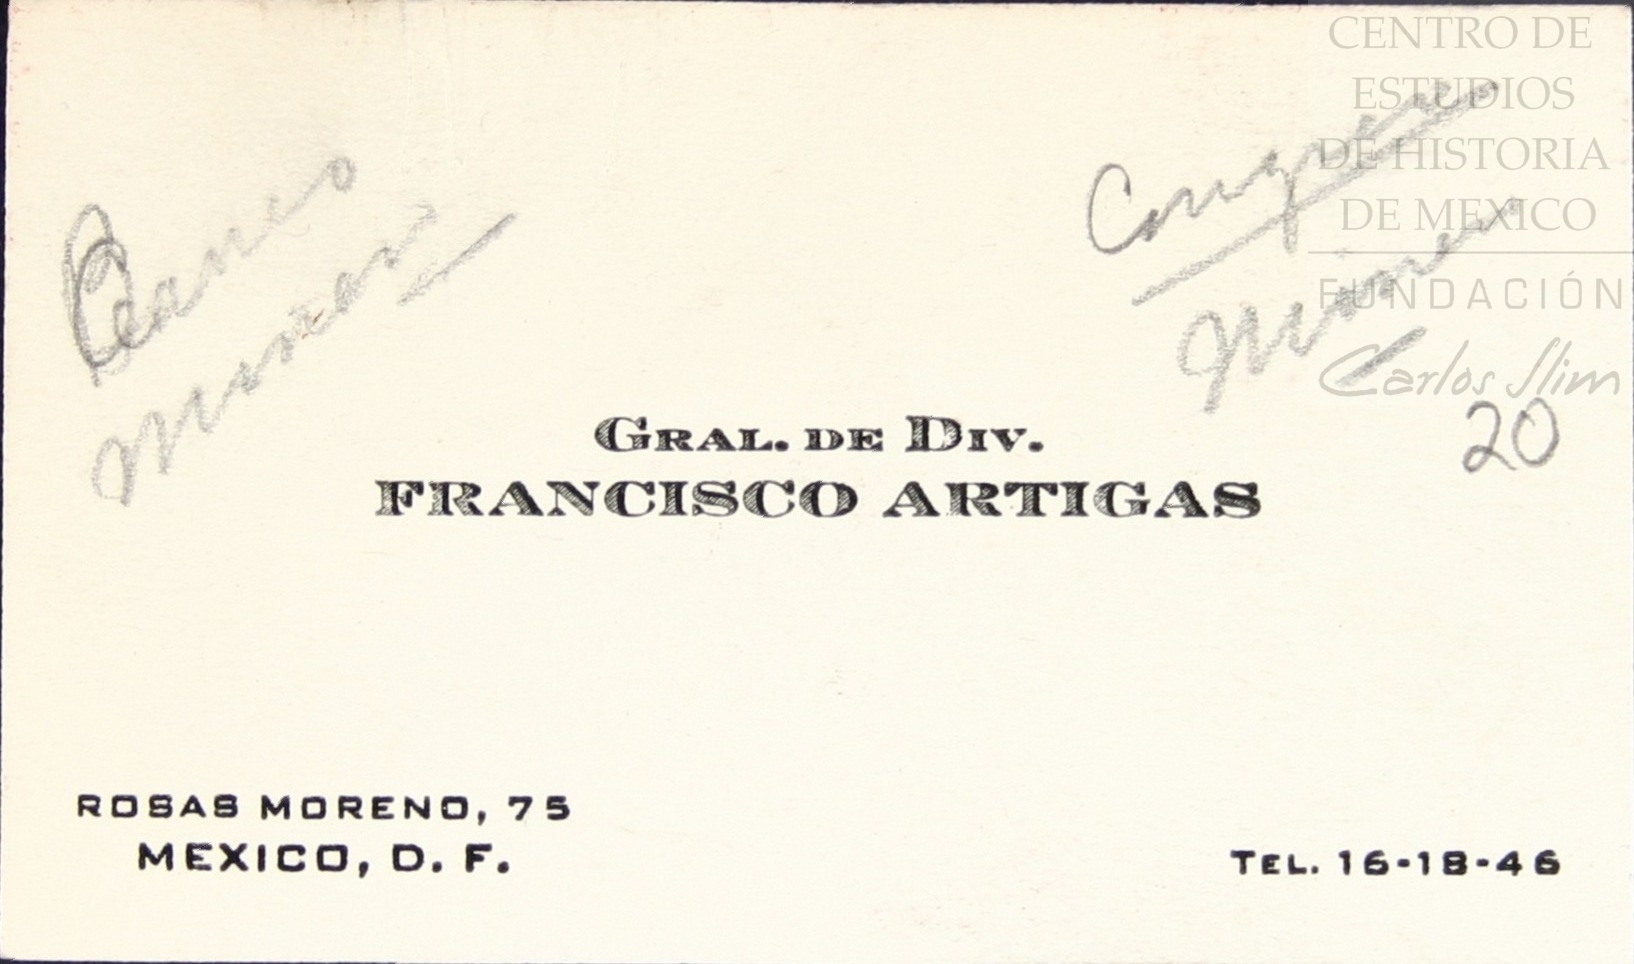 CENTRO DE
ESTUDIOS
DE HISTORIA
DE MEXICO
FUNDACIÓN
Carlos Slim
20
GRAL. DE DIV.
FRANCISCO ARTIGAS
ROSAS MORENO, 75
MEXICO, D. F.
TEL. 16-18-46